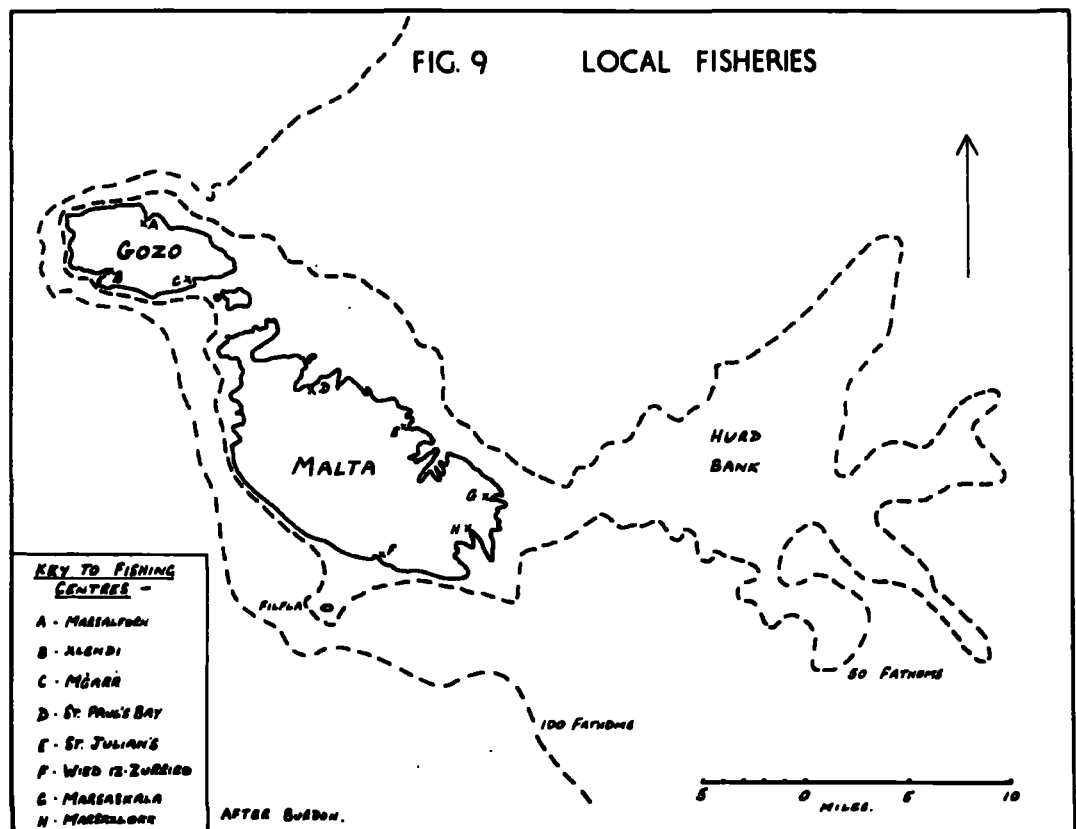 FIG. 9 LOCAL FISHERIES
A
GOZO
B
C
D
E
HURD
BANK
MALTA
G
H
F
FILFLA
KEY TO FISHING
CENTRES -
A - MARSALFORN
B - XLENDI
C - MĠARR
D - ST. PAUL'S BAY
E - ST. JULIAN'S
F - WIED IZ-ZURRIEQ
G - MARSASKALA
H - MARSAXLOKK
50 FATHOMS
100 FATHOMS
5 0 5 10
MILES.
AFTER BURDON.